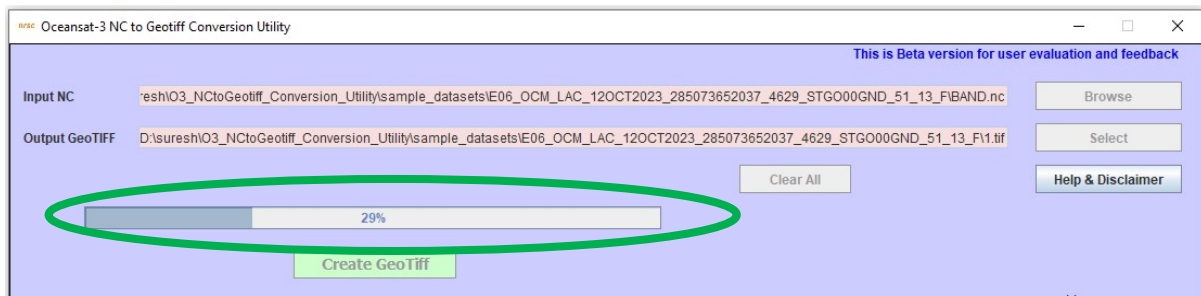 nrsc Oceansat-3 NC to Geotiff Conversion Utility
This is Beta version for user evaluation and feedback
Input NC resh\O3_NCtoGeotiff_Conversion_Utility\sample_datasets\E06_OCM_LAC_12OCT2023_285073652037_4629_STGO00GND_51_13_F\BAND.nc Browse
Output GeoTIFF D:\suresh\O3_NCtoGeotiff_Conversion_Utility\sample_datasets\E06_OCM_LAC_12OCT2023_285073652037_4629_STGO00GND_51_13_F\1.tif Select
Clear All Help & Disclaimer
29%
Create GeoTiff